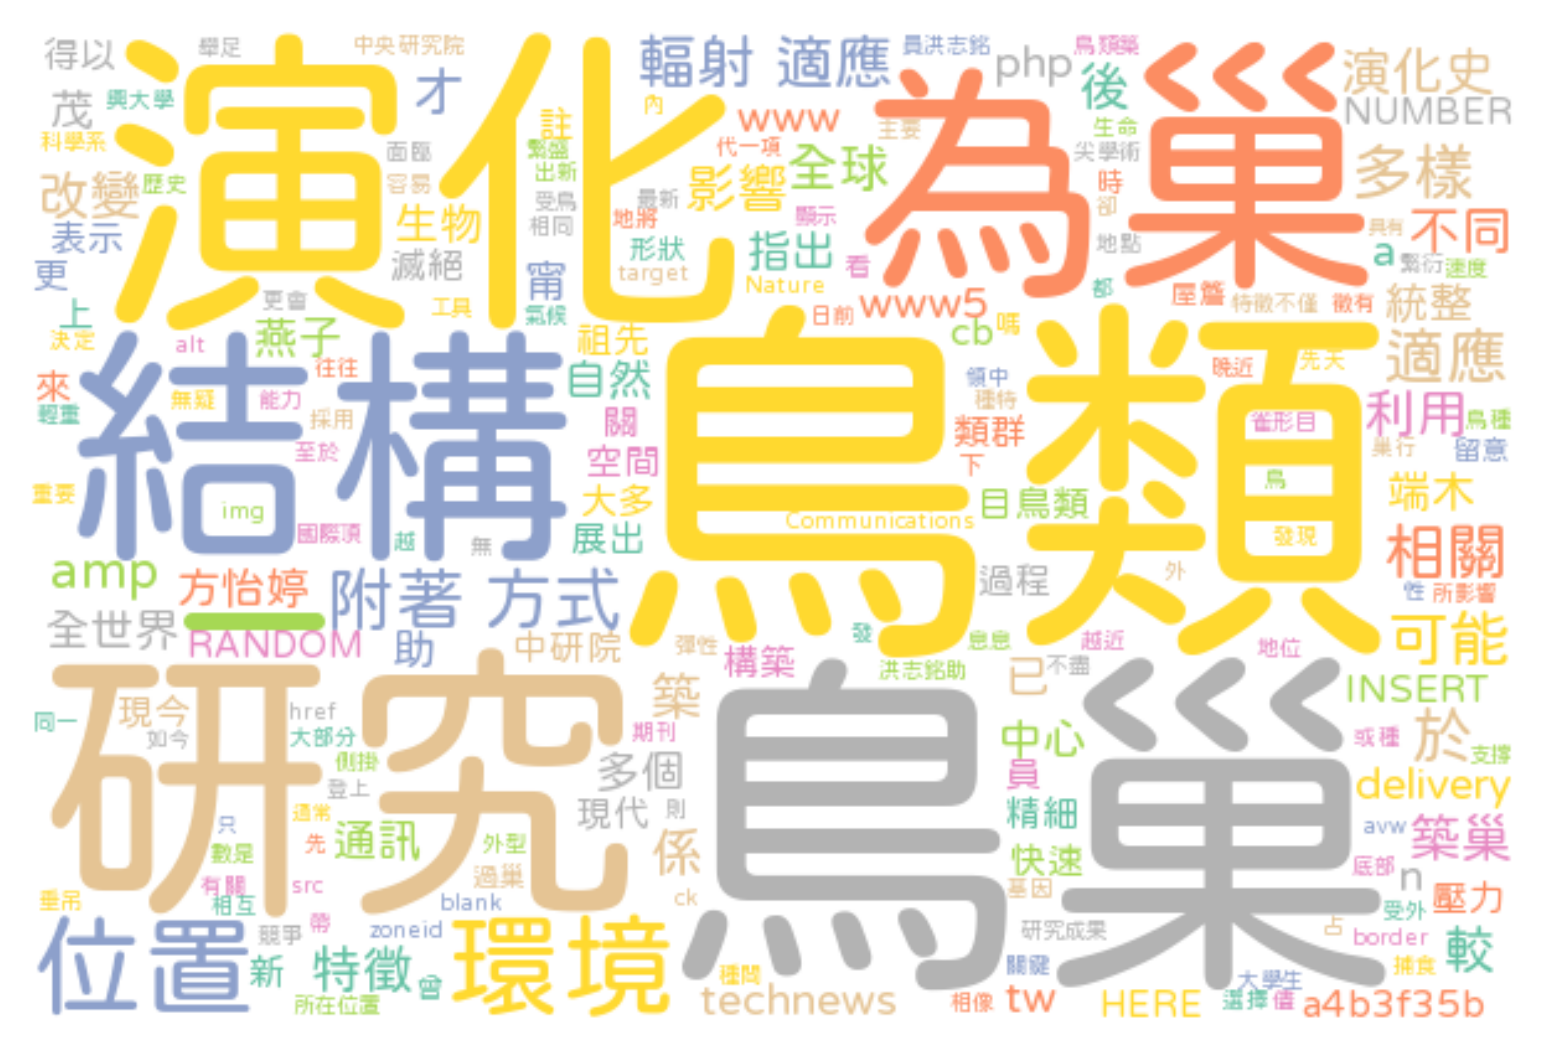 得以
舉足
中央研究院
演化
才
輻射 適應
員洪志銘
php
鳥類築
後
為巢
演化史
NUMBER
茂
興大學
科學系
改變
歷史
面臨
容易
註
繁盛
出新
內
www
代一項
主要
影響
全球
生命
尖學術
時
卻
多樣
表示
更
生物
滅絕
受鳥
相同
最新
地將
顯示
形狀
指出
看
地點
具有
不同
a
繁衍
速度
上
更會
工具
甯
氣候
target
Nature
www5
都
屋簷
特徵不僅
徵有
統整
決定
alt
燕子
往往
祖先
日前
cb
嗎
適應
來
輕重
無疑
能力
採用
至於
結構
自然
關
空間
鳥類
領中
種特
類群
下
晚近
先天
雀形目
利用
鳥種
巢行
留意
重要
img
國際頂
越
無
大多
展出
Communications
目鳥類
鳥
發現
端木
相關
amp
方怡婷
一
附著 方式
過程
外
性
所影響
全世界
RANDOM
助
中研院
彈性
構築
發
息息
洪志銘助
越近
地位
可能
研究
現今
如今
同一
href
大部分
側掛
登上
築
期刊
多個
現代
則
鳥巢
已
不盡
INSERT
中心
員
於
或種
支撐
delivery
只
通常
數是
先
通訊
外型
過巢
係
精細
快速
avw
築巢
有關
相互
src
垂吊
blank
ck
基因
底部
n
受外
壓力
位置
競爭
帶
zoneid
新
特徵
曾
環境
所在位置
種間
technews
研究成果
關鍵
占
border
捕食
較
相像
tw
大學生
HERE
選擇
值
a4b3f35b